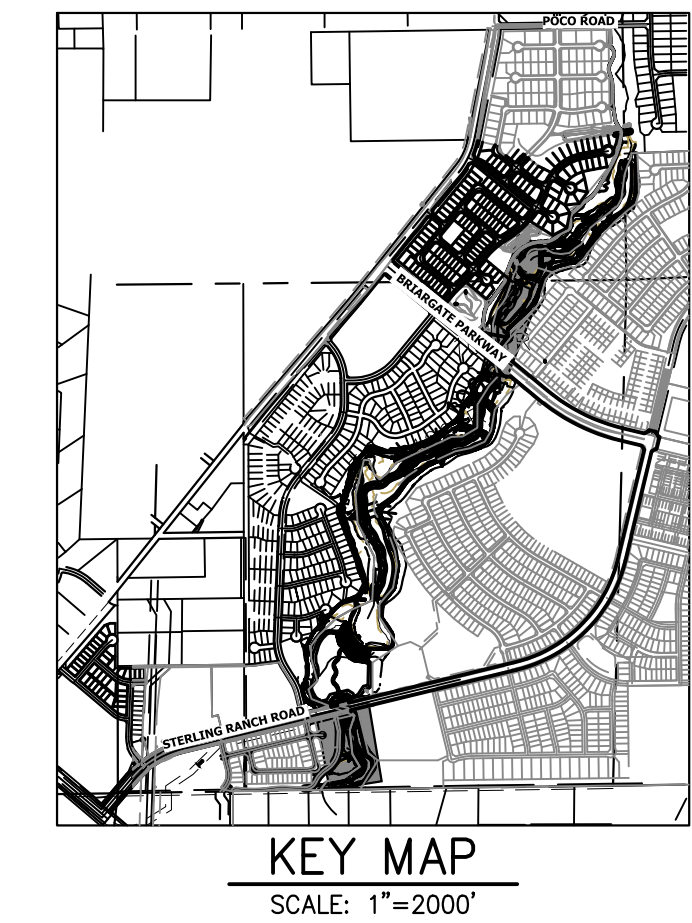 POCO ROAD
BRIARGATE PARKWAY
STERLING RANCH ROAD
KEY MAP
SCALE: 1"=2000'